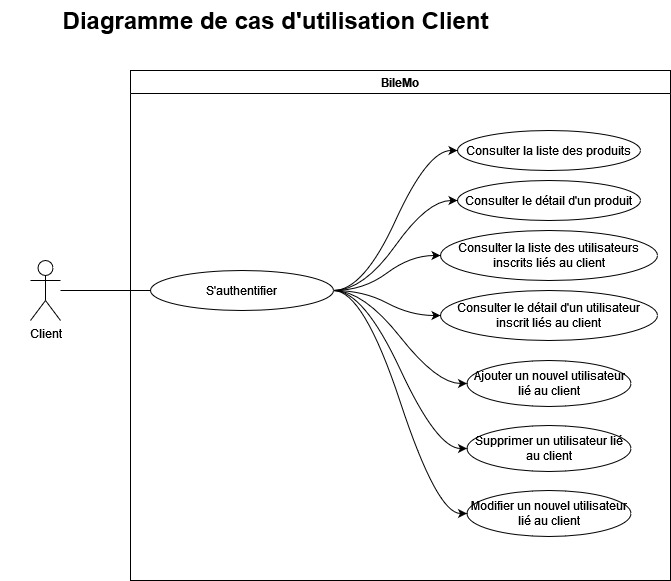 Diagramme de cas d'utilisation Client
BileMo
Consulter la liste des produits
Consulter le détail d'un produit
Consulter la liste des utilisateurs
inscrits liés au client
S'authentifier
Consulter le détail d'un utilisateur
inscrit liés au client
Client
Ajouter un nouvel utilisateur
lié au client
Supprimer un utilisateur lié
au client
Modifier un nouvel utilisateur
lié au client